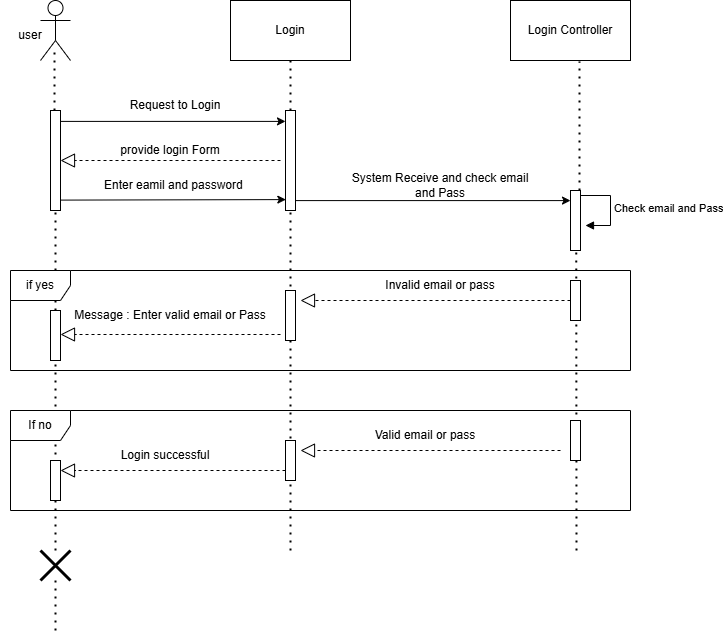 user
Login
Login Controller
Request to Login
provide login Form
Enter eamil and password
System Receive and check email
and Pass
Check email and Pass
if yes
Invalid email or pass
Message : Enter valid email or Pass
If no
Valid email or pass
Login successful